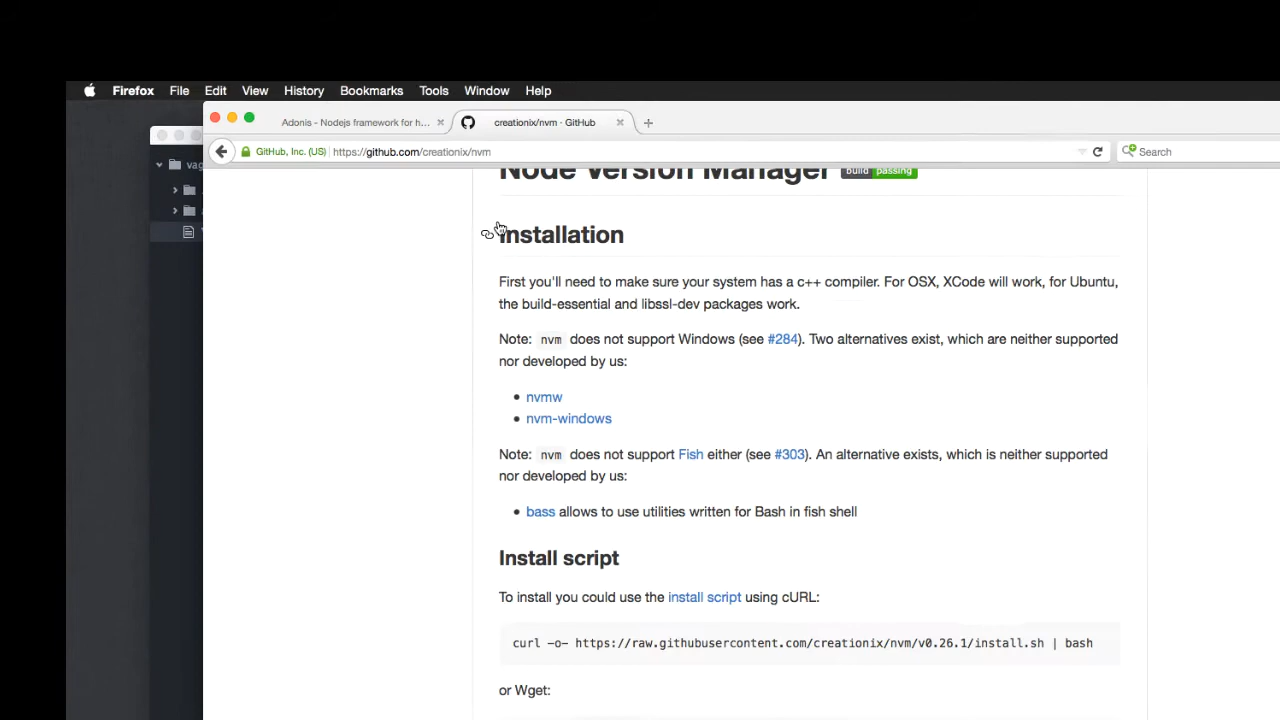 Firefox File Edit View History Bookmarks Tools Window Help
Adonis - Nodejs framework for h... creationix/nvm · GitHub
GitHub, Inc. (US) https://github.com/creationix/nvm Search
vag
Node Version Manager build passing
Installation
First you'll need to make sure your system has a c++ compiler. For OSX, XCode will work, for Ubuntu,
the build-essential and libssl-dev packages work.
Note: nvm does not support Windows (see #284). Two alternatives exist, which are neither supported
nor developed by us:
• nvmw
• nvm-windows
Note: nvm does not support Fish either (see #303). An alternative exists, which is neither supported
nor developed by us:
• bass allows to use utilities written for Bash in fish shell
Install script
To install you could use the install script using cURL:
curl -o- https://raw.githubusercontent.com/creationix/nvm/v0.26.1/install.sh | bash
or Wget: